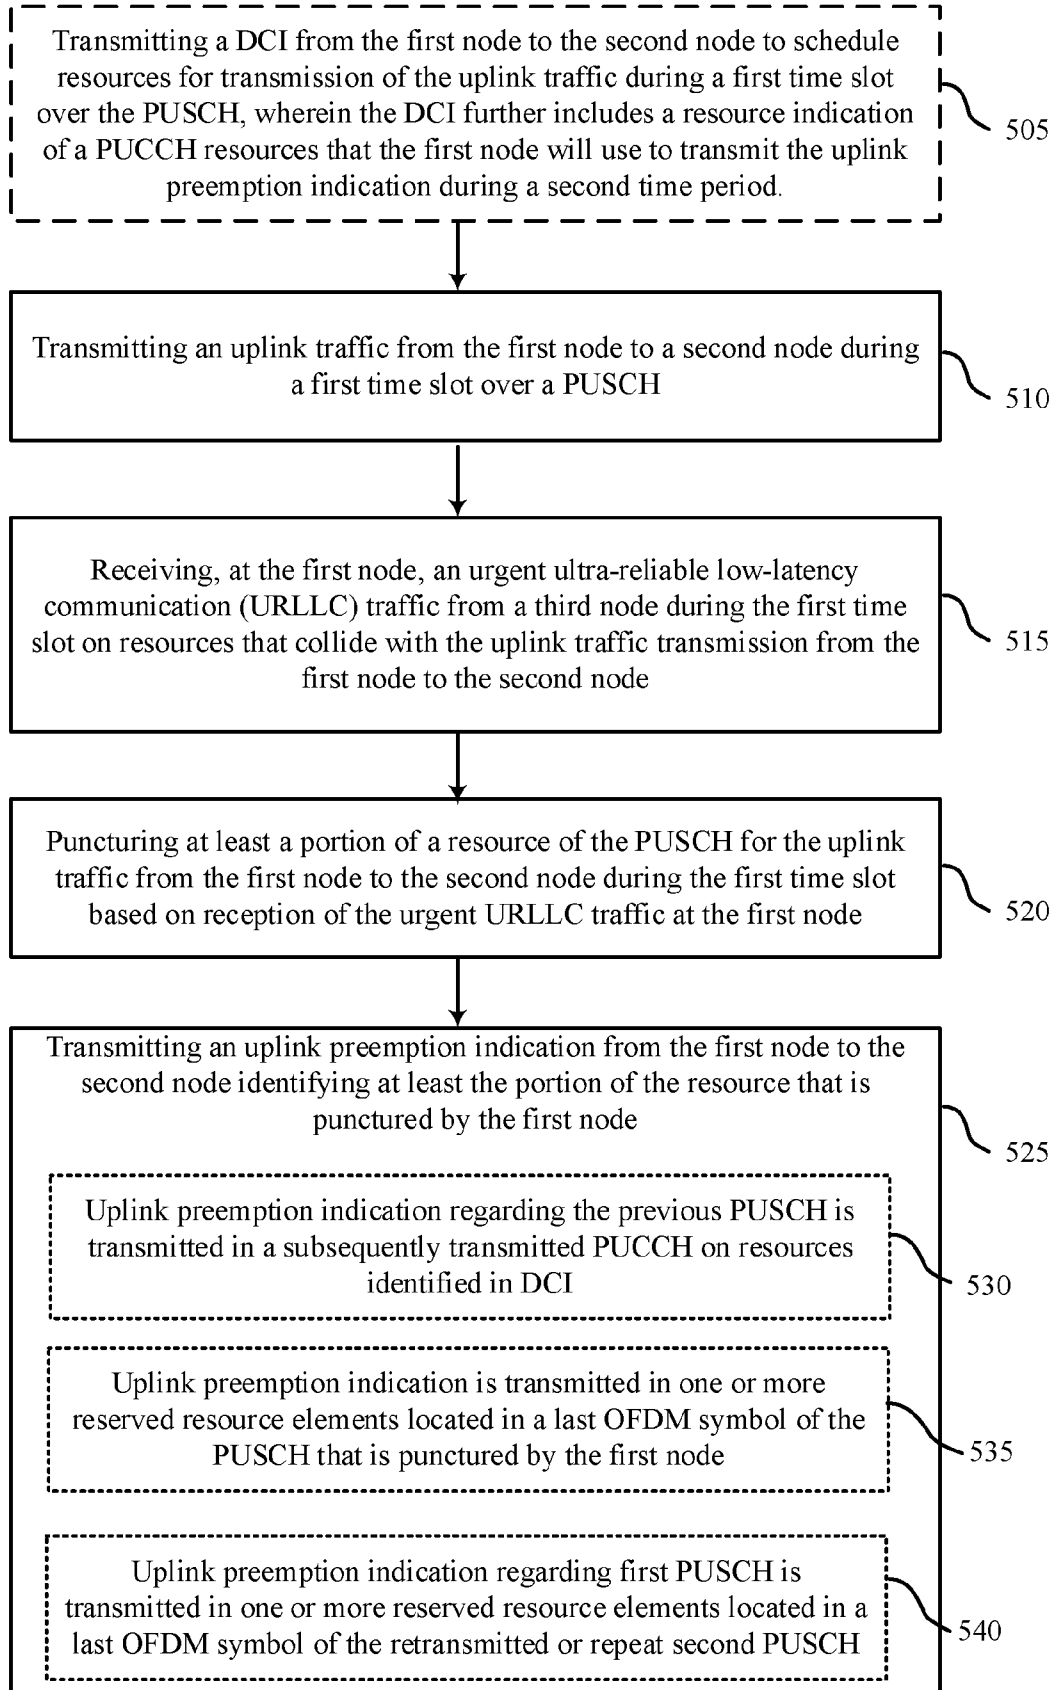 Transmitting a DCI from the first node to the second node to schedule
resources for transmission of the uplink traffic during a first time slot
over the PUSCH, wherein the DCI further includes a resource indication
of a PUCCH resources that the first node will use to transmit the uplink
preemption indication during a second time period.
505
Transmitting an uplink traffic from the first node to a second node during
a first time slot over a PUSCH
510
Receiving, at the first node, an urgent ultra-reliable low-latency
communication (URLLC) traffic from a third node during the first time
slot on resources that collide with the uplink traffic transmission from the
first node to the second node
515
Puncturing at least a portion of a resource of the PUSCH for the uplink
traffic from the first node to the second node during the first time slot
based on reception of the urgent URLLC traffic at the first node
520
Transmitting an uplink preemption indication from the first node to the
second node identifying at least the portion of the resource that is
punctured by the first node
525
Uplink preemption indication regarding the previous PUSCH is
transmitted in a subsequently transmitted PUCCH on resources
identified in DCI
530
Uplink preemption indication is transmitted in one or more
reserved resource elements located in a last OFDM symbol of the
PUSCH that is punctured by the first node
535
Uplink preemption indication regarding first PUSCH is
transmitted in one or more reserved resource elements located in a
last OFDM symbol of the retransmitted or repeat second PUSCH
540